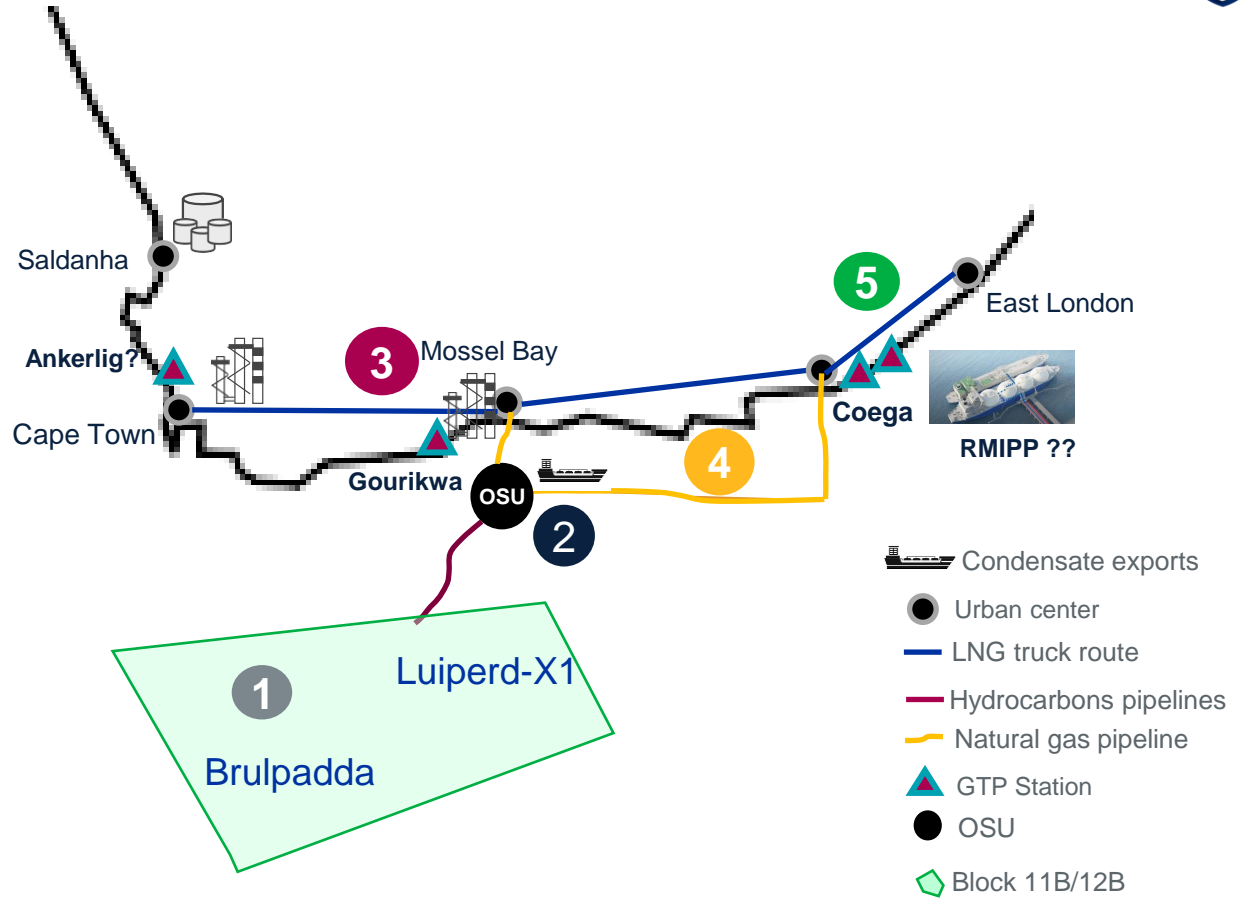 Saldanha
Ankerlig?
Cape Town
3
Mossel Bay
Gourikwa
OSU
2
4
5
East London
Coega
RMIPP ??
1
Luiperd-X1
Brulpadda
Condensate exports
Urban center
LNG truck route
Hydrocarbons pipelines
Natural gas pipeline
GTP Station
OSU
Block 11B/12B